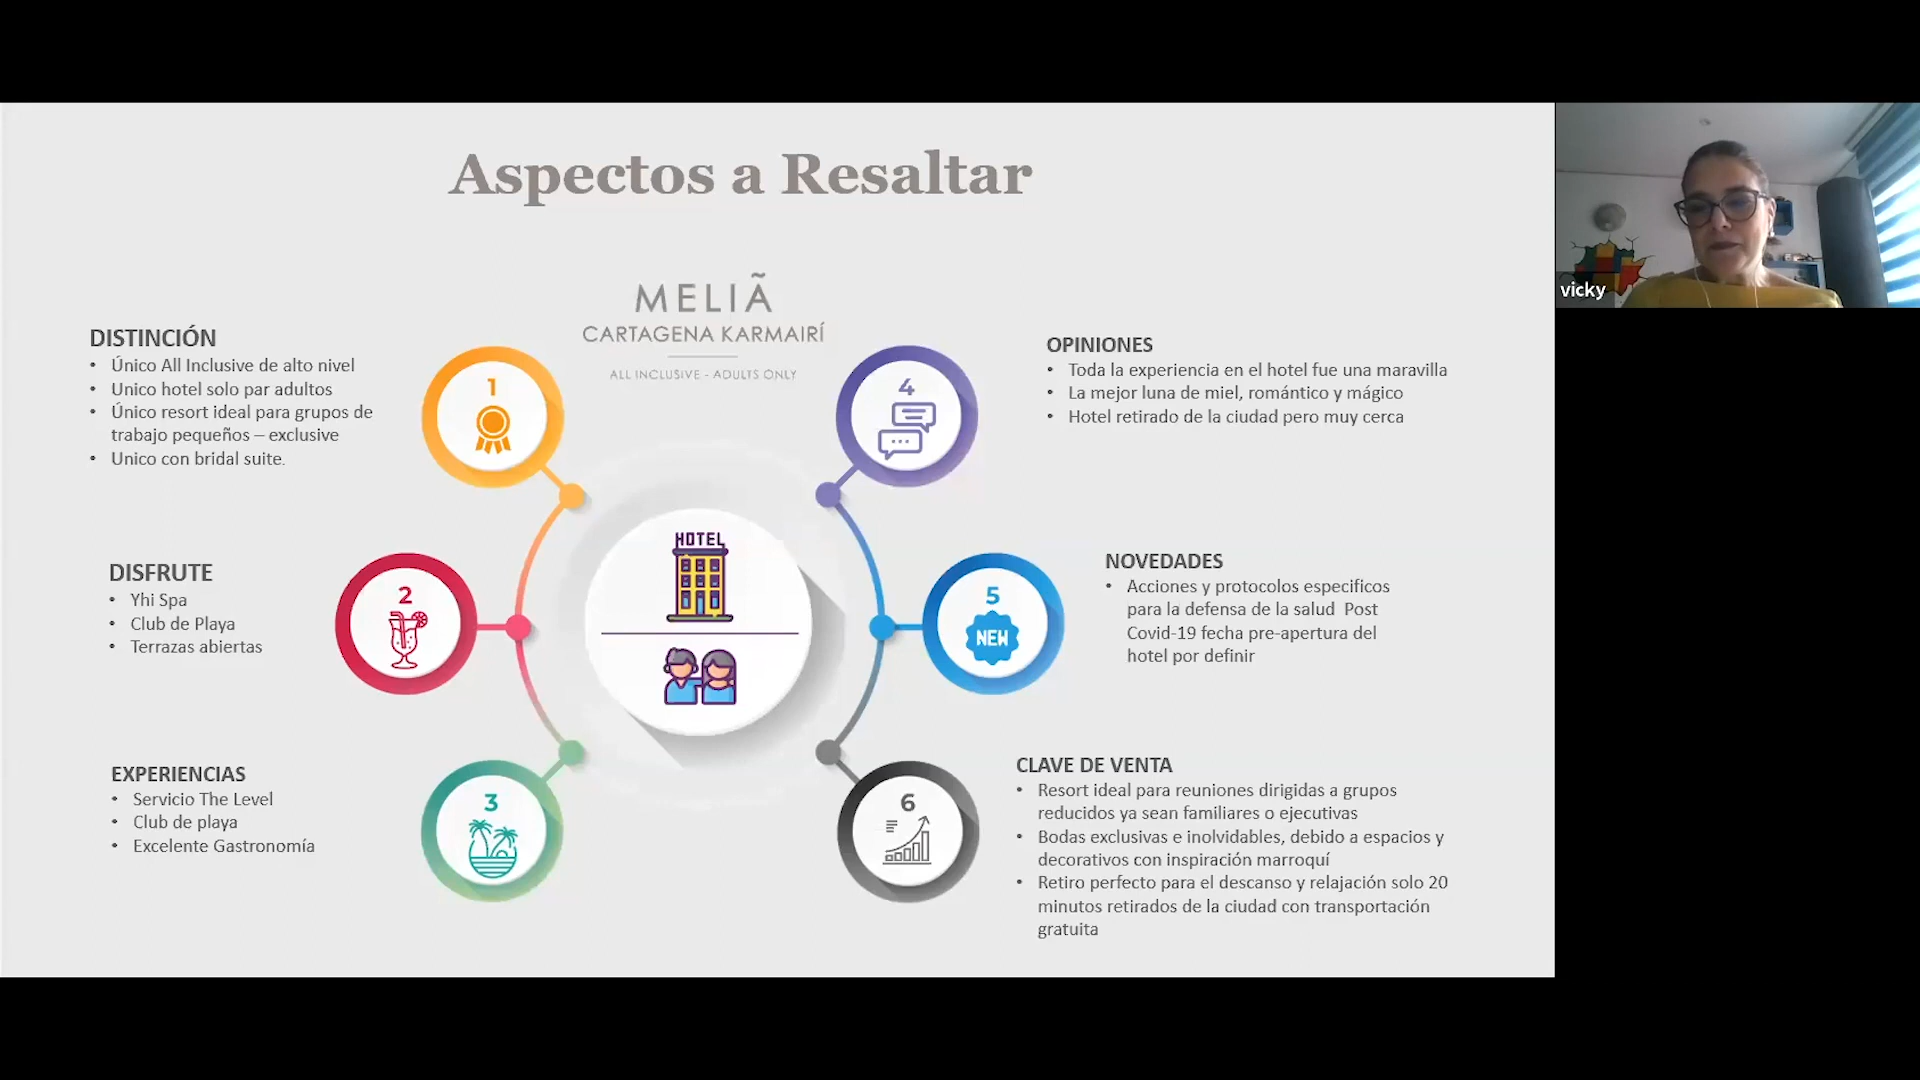 Aspectos a Resaltar
MELIÃ
CARTAGENA KARMAIRÍ
ALL INCLUSIVE - ADULTS ONLY
DISTINCIÓN
• Único All Inclusive de alto nivel
• Unico hotel solo par adultos
• Único resort ideal para grupos de
trabajo pequeños – exclusive
• Unico con bridal suite.
1
DISFRUTE
• Yhi Spa
• Club de Playa
• Terrazas abiertas
2
EXPERIENCIAS
• Servicio The Level
• Club de playa
• Excelente Gastronomía
3
HOTEL
4
OPINIONES
• Toda la experiencia en el hotel fue una maravilla
• La mejor luna de miel, romántico y mágico
• Hotel retirado de la ciudad pero muy cerca
5
NEW
NOVEDADES
• Acciones y protocolos especificos
para la defensa de la salud Post
Covid-19 fecha pre-apertura del
hotel por definir
6
CLAVE DE VENTA
• Resort ideal para reuniones dirigidas a grupos
reducidos ya sean familiares o ejecutivas
• Bodas exclusivas e inolvidables, debido a espacios y
decorativos con inspiración marroquí
• Retiro perfecto para el descanso y relajación solo 20
minutos retirados de la ciudad con transportación
gratuita
vicky